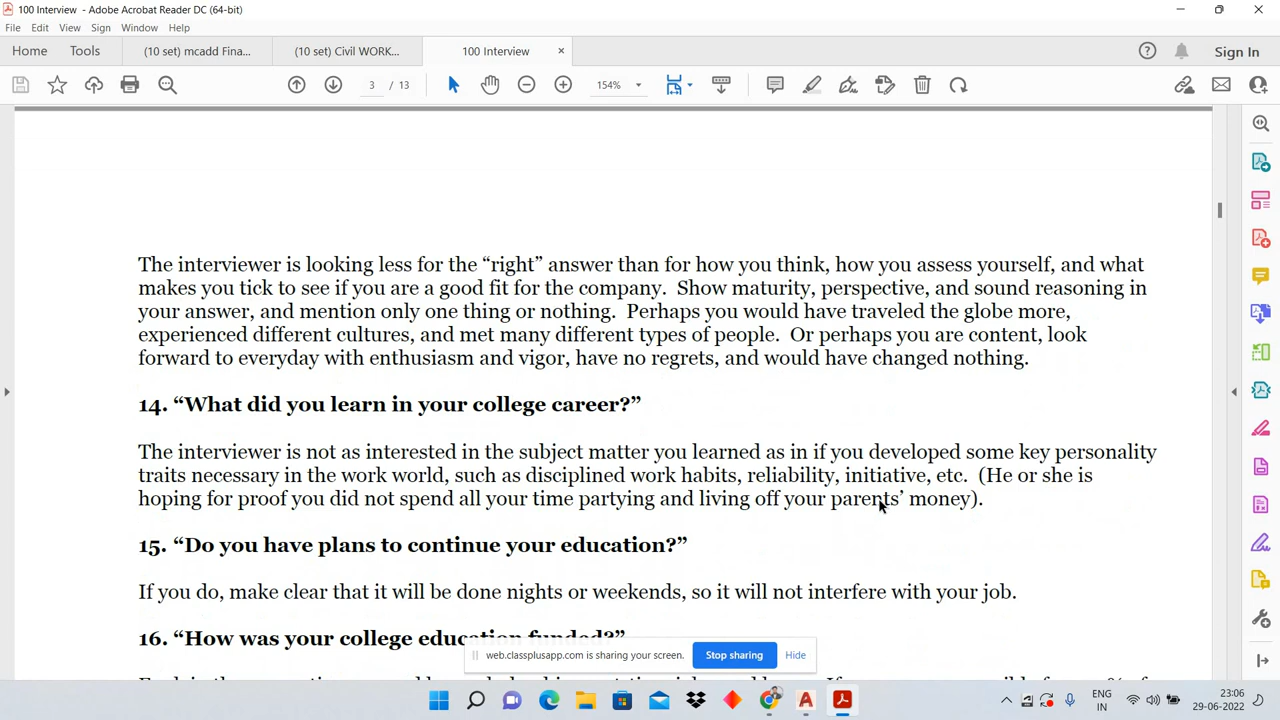 100 Interview - Adobe Acrobat Reader DC (64-bit)
File Edit View Sign Window Help
Home Tools (10 set) mcadd Fina... (10 set) Civil WORK... 100 Interview × Sign In
3 / 13 154%
The interviewer is looking less for the “right” answer than for how you think, how you assess yourself, and what
makes you tick to see if you are a good fit for the company.  Show maturity, perspective, and sound reasoning in
your answer, and mention only one thing or nothing.  Perhaps you would have traveled the globe more,
experienced different cultures, and met many different types of people.  Or perhaps you are content, look
forward to everyday with enthusiasm and vigor, have no regrets, and would have changed nothing.
14. “What did you learn in your college career?”
The interviewer is not as interested in the subject matter you learned as in if you developed some key personality
traits necessary in the work world, such as disciplined work habits, reliability, initiative, etc.  (He or she is
hoping for proof you did not spend all your time partying and living off your parents’ money).
15. “Do you have plans to continue your education?”
If you do, make clear that it will be done nights or weekends, so it will not interfere with your job.
16. “How was your college education funded?”
web.classplusapp.com is sharing your screen. Stop sharing Hide
ENG
IN
23:06
29-06-2022